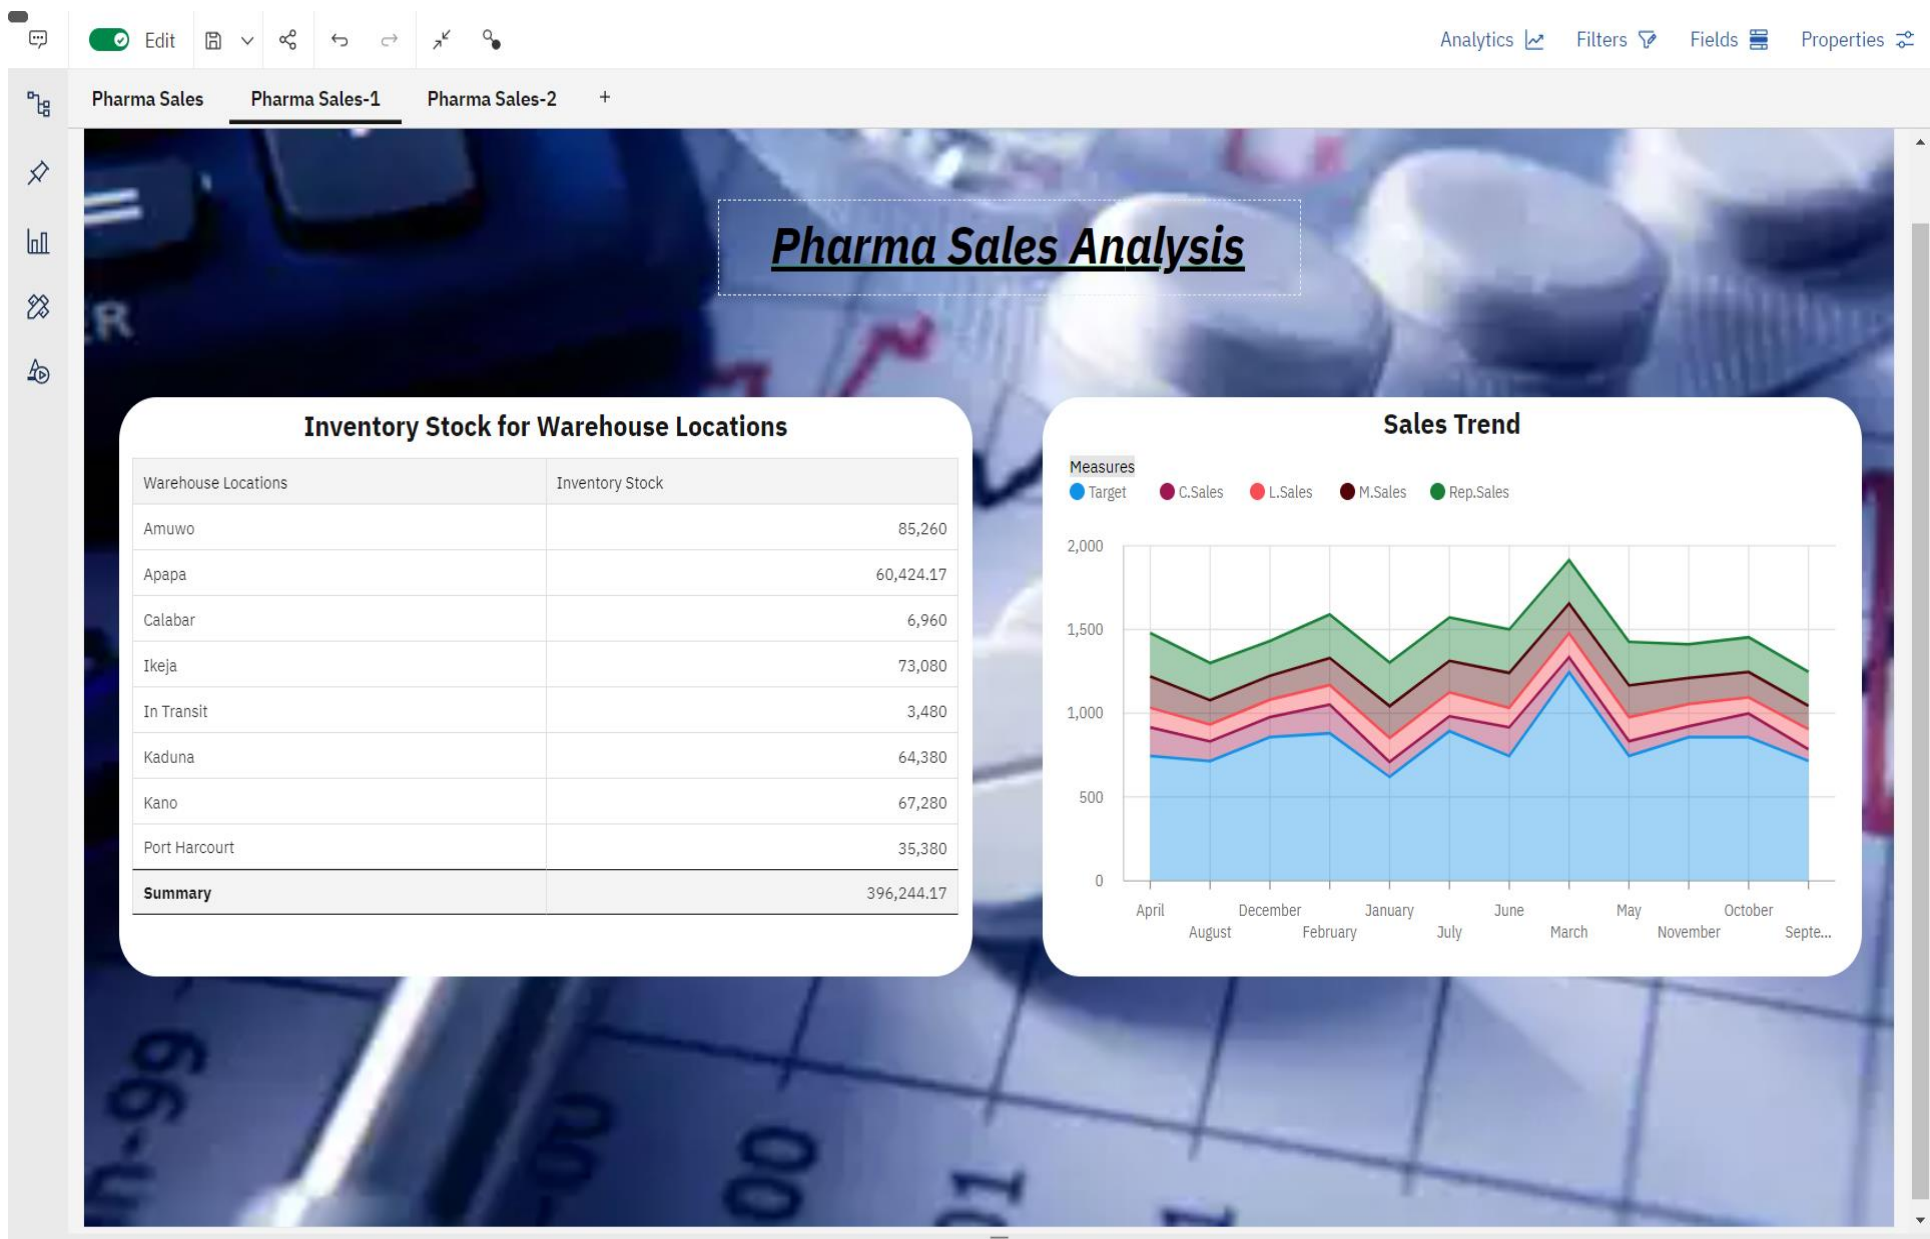 Edit
Analytics Filters Fields Properties
Pharma Sales Pharma Sales-1 Pharma Sales-2 +
Pharma Sales Analysis
R
Inventory Stock for Warehouse Locations
Warehouse Locations Inventory Stock
Amuwo 85,260
Apapa 60,424.17
Calabar 6,960
Ikeja 73,080
In Transit 3,480
Kaduna 64,380
Kano 67,280
Port Harcourt 35,380
Summary 396,244.17
Sales Trend
Measures
Target C.Sales L.Sales M.Sales Rep.Sales
2,000
1,500
1,000
500
0
April December January June May October
August February July March November Septe...
n-99
-00
00
01